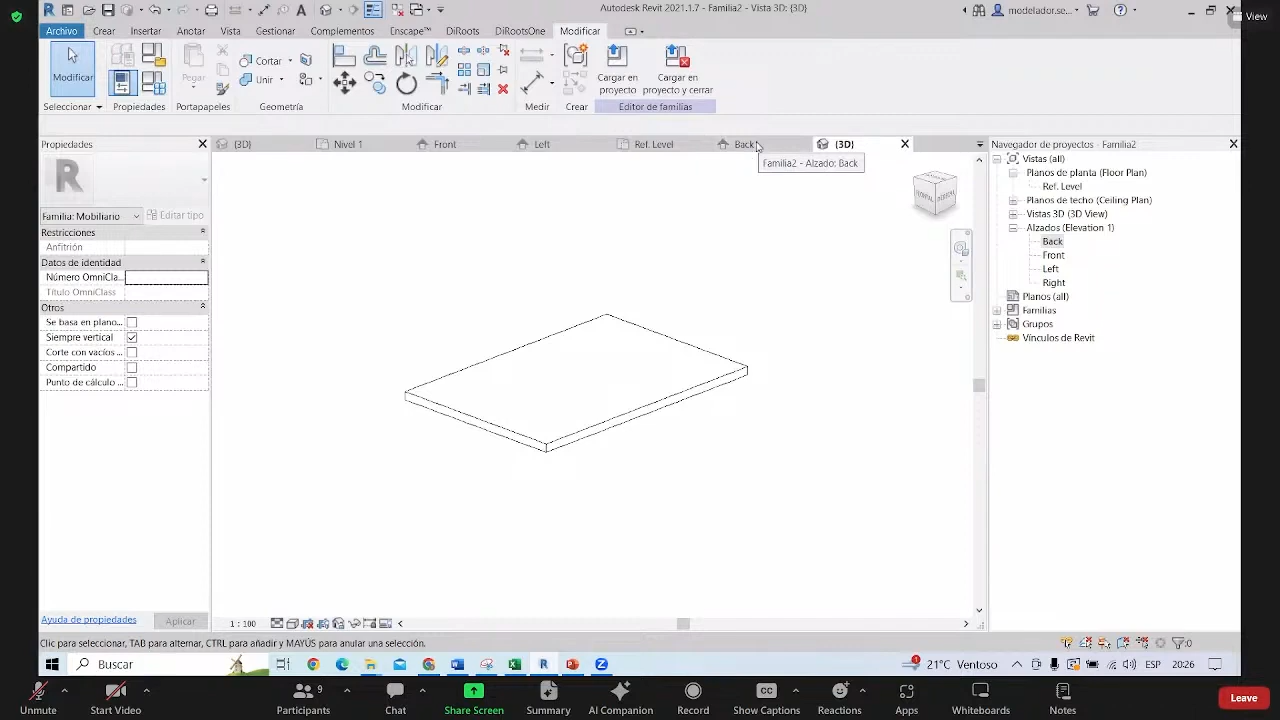 Autodesk Revit 2021.1.7 - Familia2 - Vista 3D: {3D}
modelador.se...
View
Archivo Crear Insertar Anotar Vista Gestionar Complementos Enscape™ DiRoots DiRootsOne Modificar
Modificar
Pegar
Cortar
Unir
Cargar en proyecto
Cargar en proyecto y cerrar
Seleccionar Propiedades Portapapeles Geometría Modificar Medir Crear Editor de familias
Propiedades
{3D} Nivel 1 Front Left Ref. Level Back {3D}
Familia2 - Alzado: Back
Navegador de proyectos - Familia2
R
Familia: Mobiliario Editar tipo
Restricciones
Anfitrión
Datos de identidad
Número OmniCla...
Título OmniClass
Otros
Se basa en plano...
Siempre vertical
Corte con vacíos ...
Compartido
Punto de cálculo ...
Ayuda de propiedades Aplicar
Vistas (all)
Planos de planta (Floor Plan)
Ref. Level
Planos de techo (Ceiling Plan)
Vistas 3D (3D View)
Alzados (Elevation 1)
Back
Front
Left
Right
Planos (all)
Familias
Grupos
Vínculos de Revit
1 : 100
Clic para seleccionar, TAB para alternar, CTRL para añadir y MAYÚS para anular una selección.
:0
Buscar
21°C Ventoso
ESP
2026
Unmute Start Video Participants 9 Chat Share Screen Summary AI Companion Record Show Captions Reactions Apps Whiteboards Notes Leave